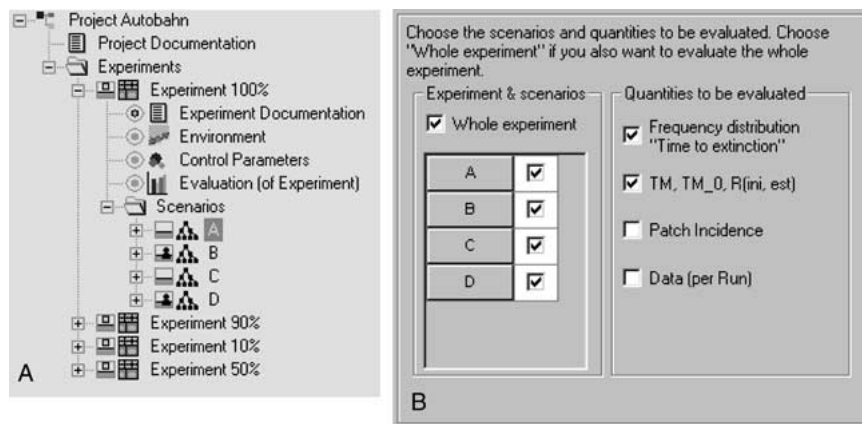 Project Autobahn
Project Documentation
Experiments
Experiment 100%
Experiment Documentation
Environment
Control Parameters
Evaluation (of Experiment)
Scenarios
A
B
C
D
Experiment 90%
Experiment 10%
Experiment 50%
A
Choose the scenarios and quantities to be evaluated. Choose
"Whole experiment" if you also want to evaluate the whole
experiment.
Experiment & scenarios
Whole experiment
A
B
C
D
Quantities to be evaluated
Frequency distribution
"Time to extinction"
TM, TM_0, R(ini, est)
Patch Incidence
Data (per Run)
B